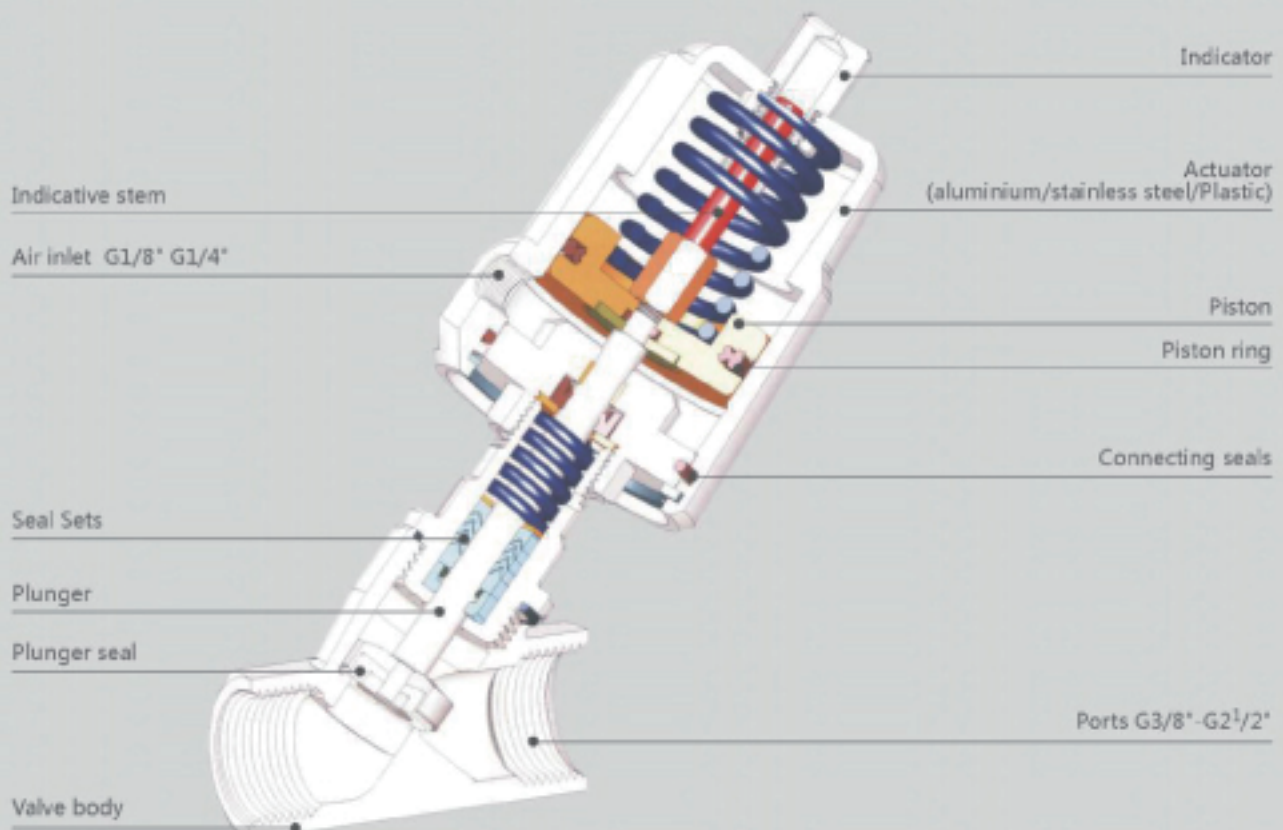 Indicator
Actuator
(aluminium/stainless steel/Plastic)
Indicative stem
Air inlet G1/8" G1/4"
Piston
Piston ring
Connecting seals
Seal Sets
Plunger
Plunger seal
Ports G3/8"-G2¹/2"
Valve body